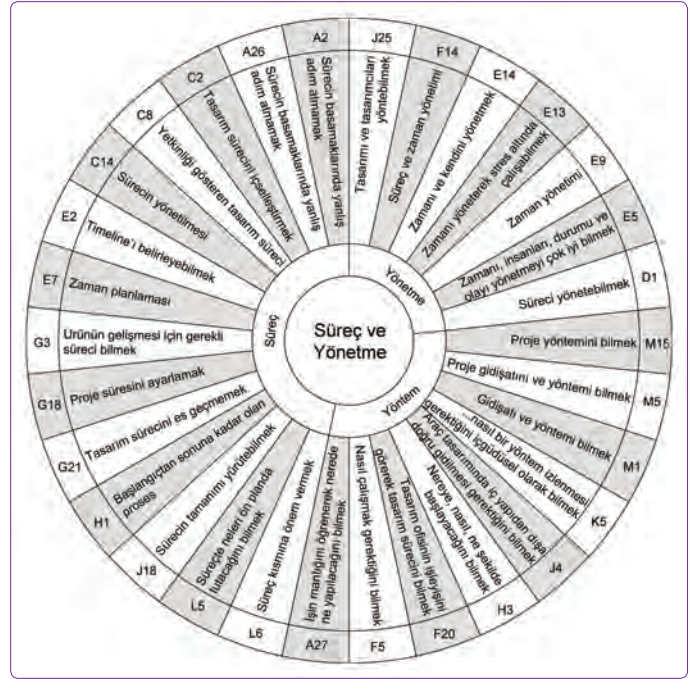 Süreç ve
Yönetme
Yönetme
Yöntem
Süreç
J25
Tasarımı ve tasarımcıları
yöntebilmek
F14
Süreç ve zaman yönetimi
E14
Zamanı ve kendini yönetmek
E13
Zamanı yöneterek stres altında
çalışabilmek
E9
Zaman yönetimi
E5
Zamanı, insanları, durumu ve
olayı yönetmeyi çok iyi bilmek
D1
Süreci yönetebilmek
M15
Proje yöntemini bilmek
M5
Proje gidişatını ve yöntemi bilmek
M1
Gidişatı ve yöntemi bilmek
K5
...nasıl bir yöntem izlenmesi
gerektiğini içgüdüsel olarak bilmek
J4
Araç tasarımında iç yapıdan dışa
doğru gidilmesi gerektiğini bilmek
H3
Nereye, nasıl, ne şekilde
başlayacağını bilmek
F20
Tasarım ofisinin işleyişini
görerek tasarım sürecini bilmek
F5
Nasıl çalışmak gerektiğini bilmek
A27
İşin manlığını öğrenerek nerede
ne yapılacağını bilmek
L6
Süreç kısmına önem vermek
L5
Süreçte neleri ön planda
tutacağını bilmek
J18
Sürecin tamamını yürütebilmek
H1
Başlangıçtan sonuna kadar olan
proses
G21
Tasarım sürecini es geçmemek
G18
Proje süresini ayarlamak
G3
Ürünün gelişmesi için gerekli
süreci bilmek
E7
Zaman planlaması
E2
Timeline'ı belirleyebilmek
C14
Sürecin yönetilmesi
C8
Yetkinliği gösteren tasarım süreci
C2
Tasarım sürecini içselleştirmek
A26
Sürecin basamaklarında yanlış
adım atmamak
A2
Sürecin basamaklarında yanlış
adım atmamak